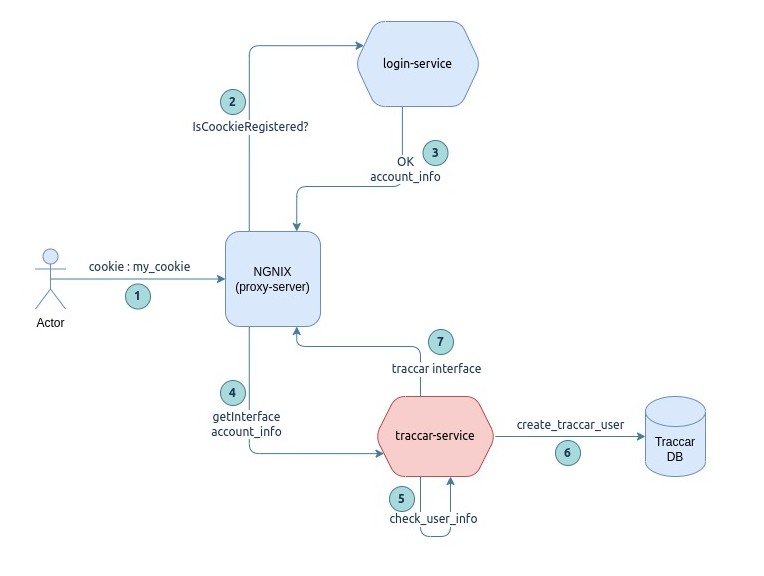 login-service
2
IsCoockieRegistered?
3
OK
account_info
NGNIX
(proxy-server)
cookie : my_cookie
1
Actor
7
traccar interface
4
getInterface
account_info
traccar-service
create_traccar_user
6
Traccar
DB
5
check_user_info